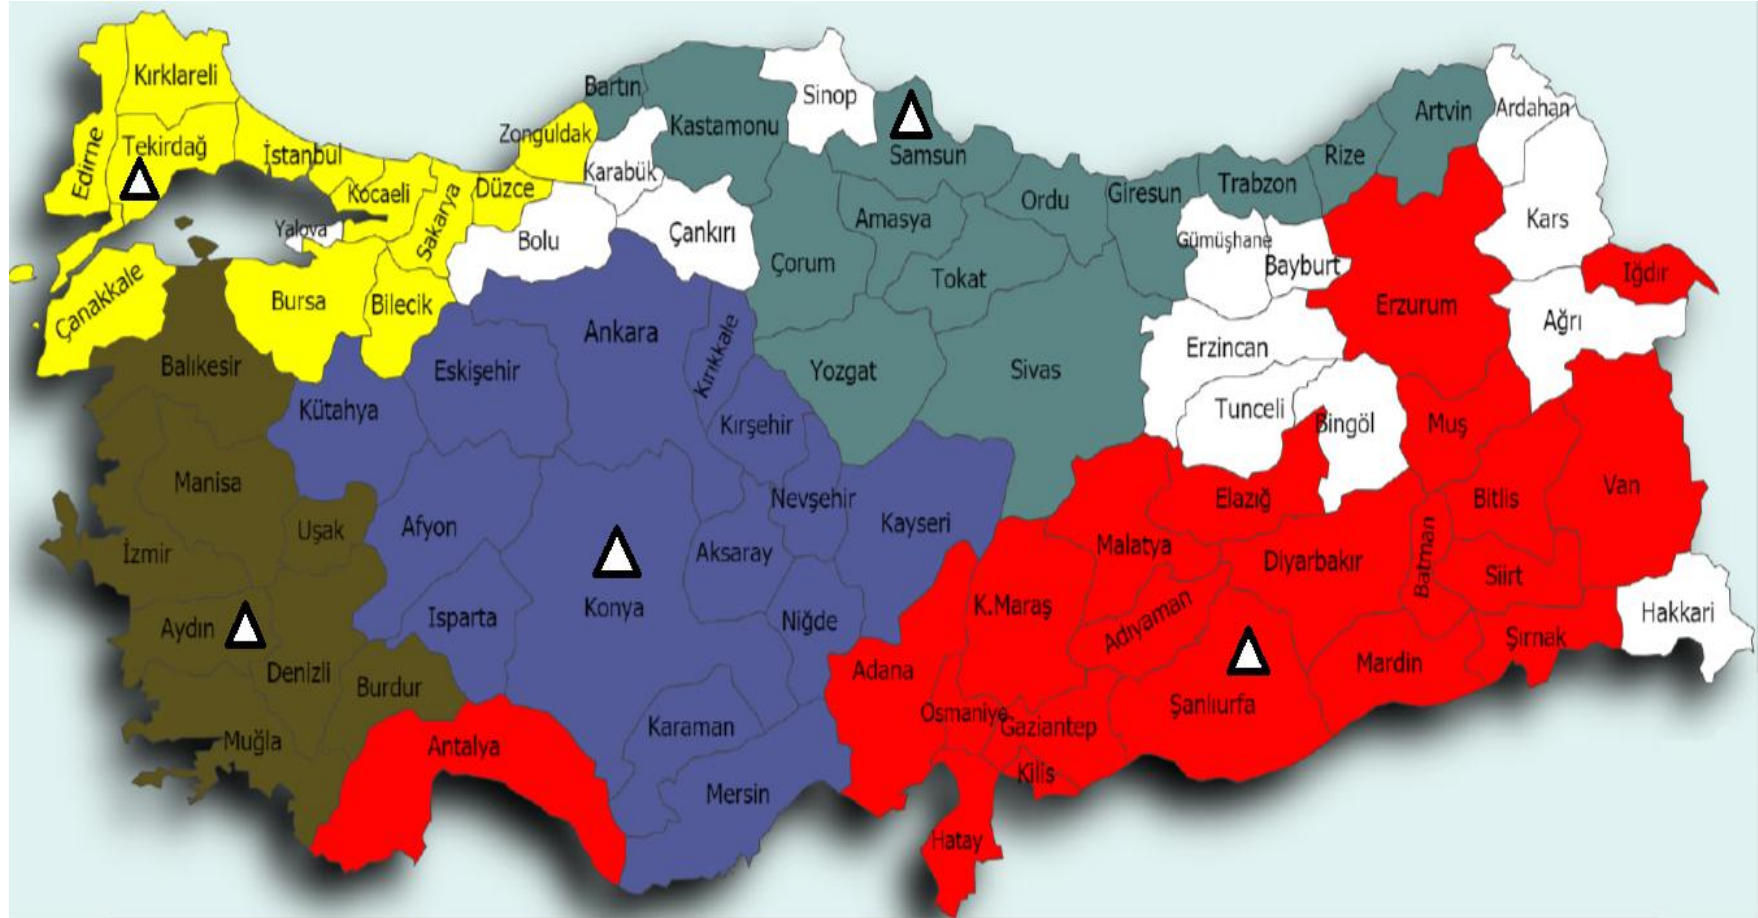 Kırklareli
Edirne
Tekirdağ
İstanbul
Kocaeli
Yalova
Sakarya
Düzce
Zonguldak
Bartın
Karabük
Kastamonu
Sinop
Samsun
Çankırı
Bolu
Çanakkale
Bursa
Bilecik
Balıkesir
Kütahya
Eskişehir
Ankara
Kırıkkale
Çorum
Amasya
Tokat
Ordu
Giresun
Trabzon
Rize
Artvin
Ardahan
Kars
Gümüşhane
Bayburt
Erzurum
Iğdır
Ağrı
Erzincan
Yozgat
Sivas
Tunceli
Bingöl
Muş
Kırşehir
Manisa
Uşak
İzmir
Afyon
Nevşehir
Kayseri
Aksaray
Elazığ
Malatya
Diyarbakır
Batman
Bitlis
Van
Siirt
Aydın
Isparta
Konya
Niğde
K.Maraş
Adıyaman
Hakkari
Şırnak
Mardin
Şanlıurfa
Denizli
Burdur
Adana
Osmaniye
Gaziantep
Muğla
Antalya
Karaman
Mersin
Kilis
Hatay